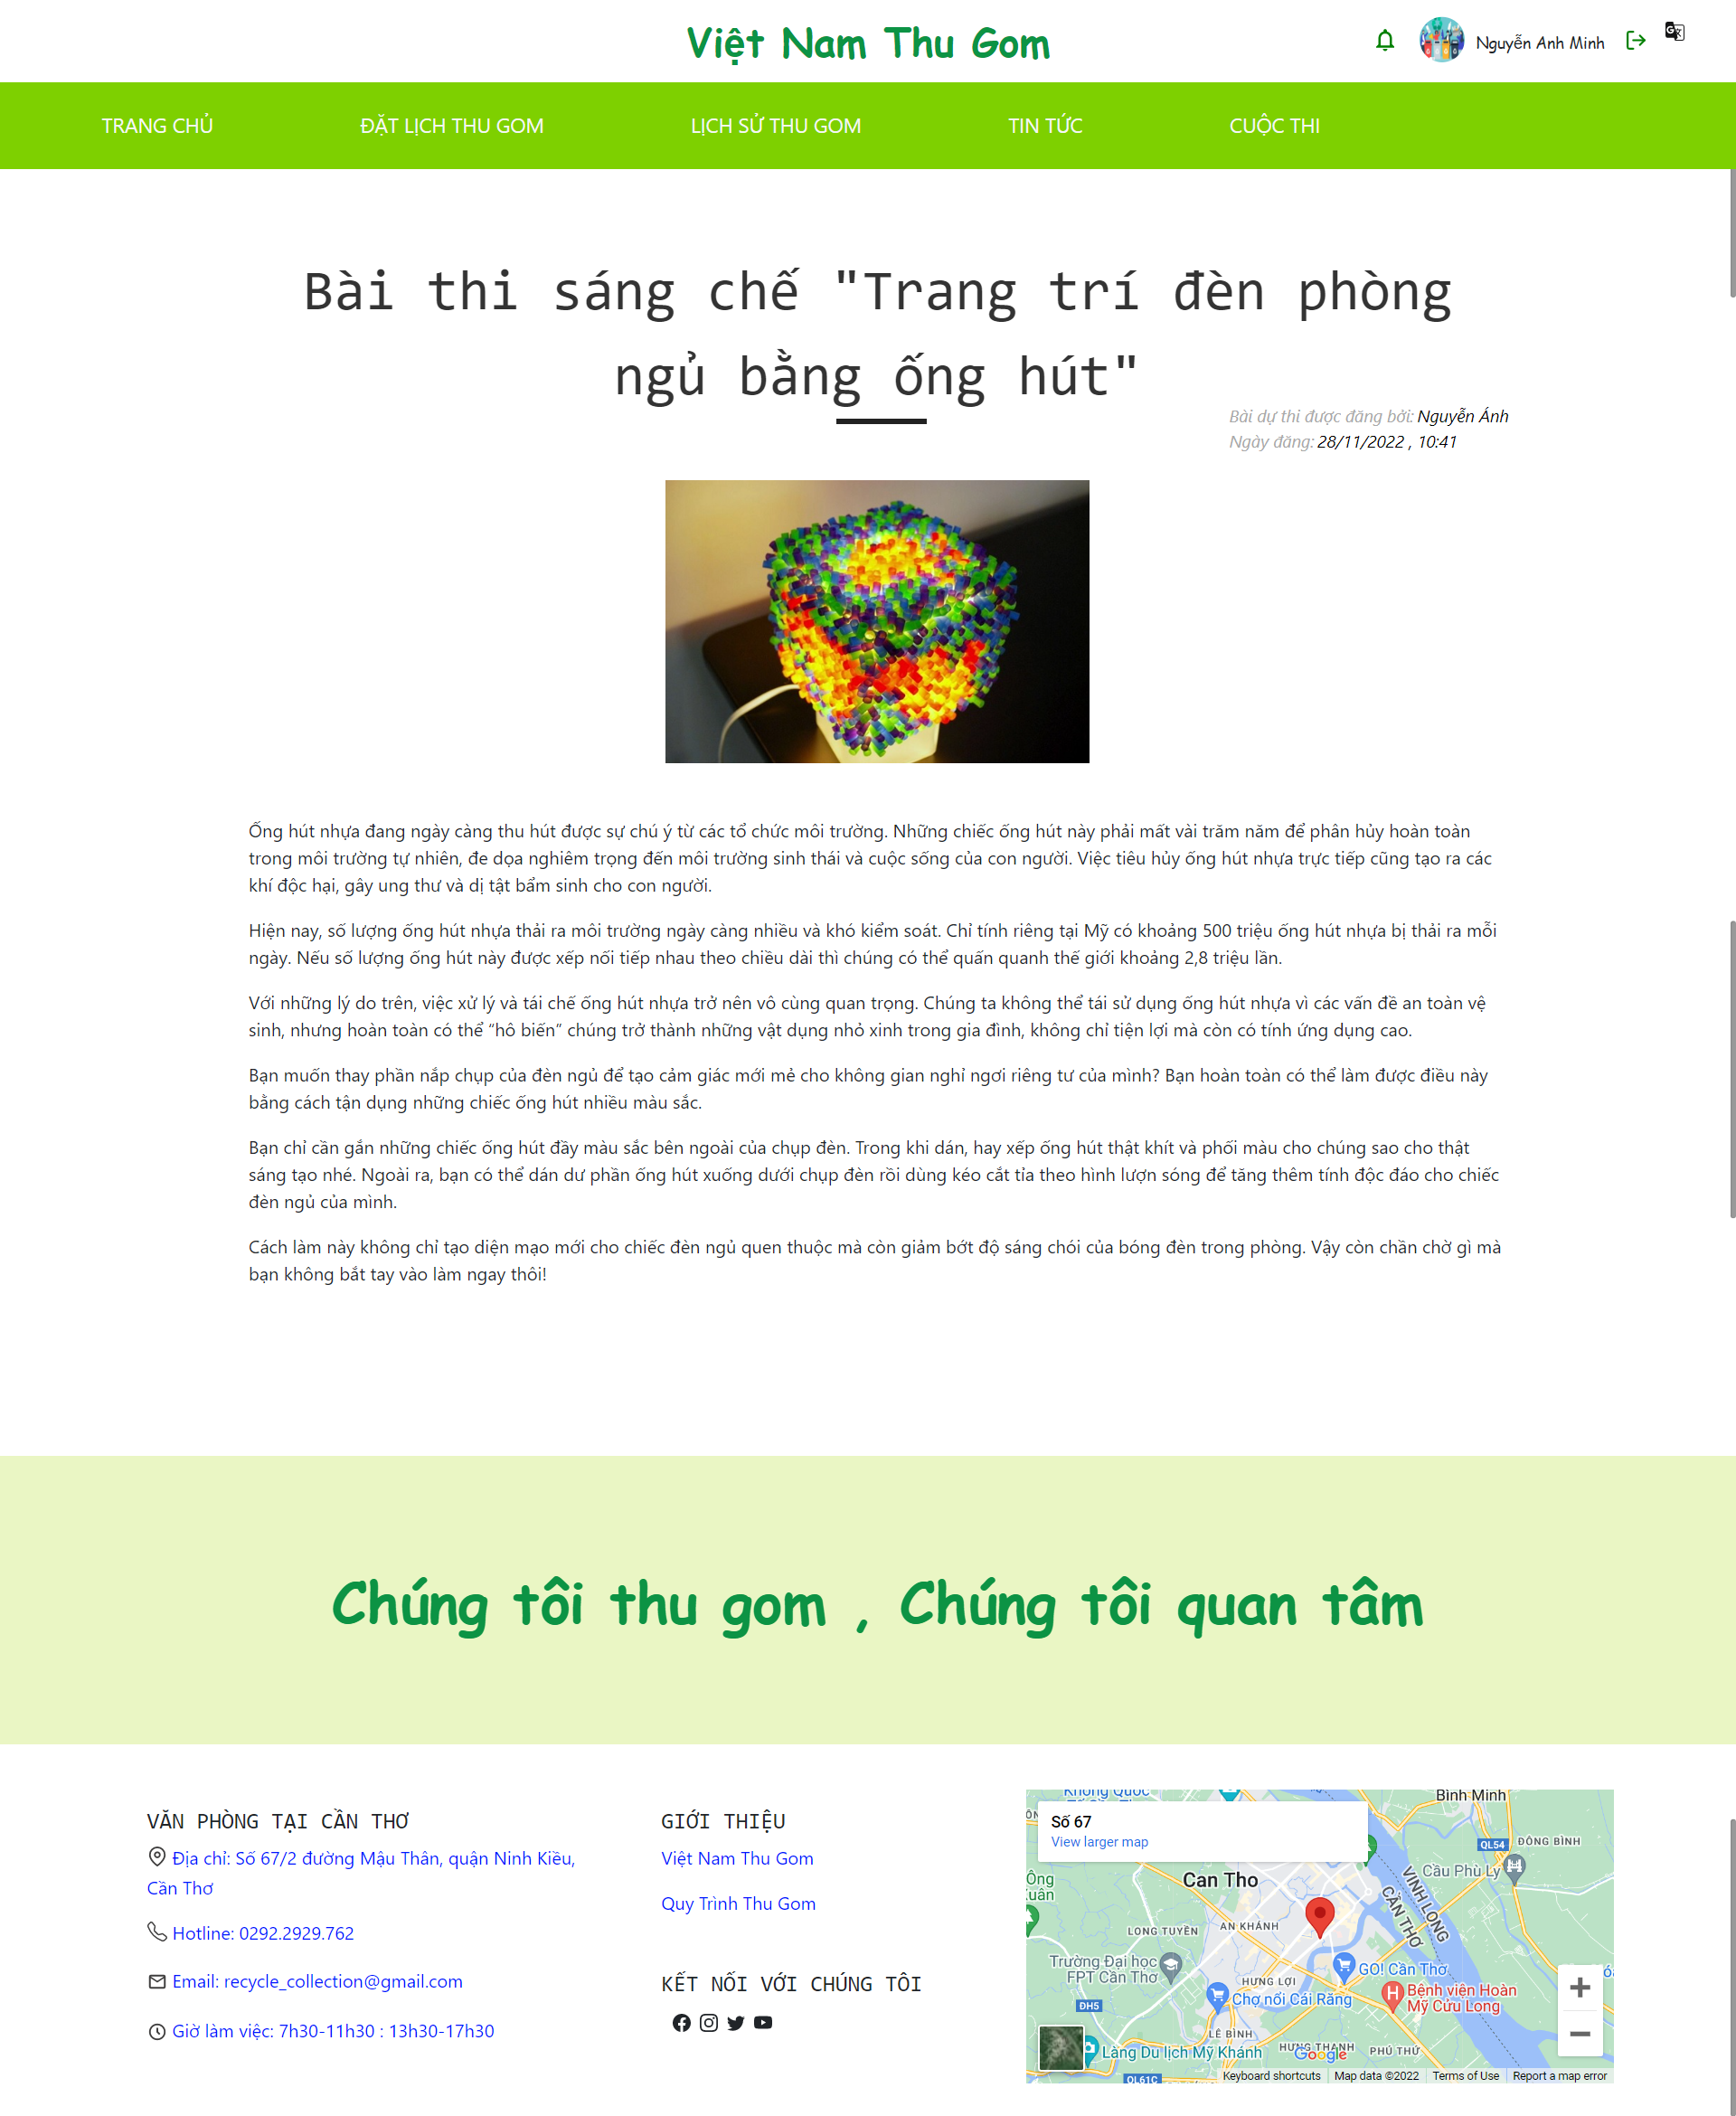 Việt Nam Thu Gom
Nguyễn Anh Minh
TRANG CHỦ
ĐẶT LỊCH THU GOM
LỊCH SỬ THU GOM
TIN TỨC
CUỘC THI
Bài thi sáng chế "Trang trí đèn phòng
ngủ bằng ống hút"
Bài dự thi được đăng bởi: Nguyễn Ánh
Ngày đăng: 28/11/2022 , 10:41
Ống hút nhựa đang ngày càng thu hút được sự chú ý từ các tổ chức môi trường. Những chiếc ống hút này phải mất vài trăm năm để phân hủy hoàn toàn
trong môi trường tự nhiên, đe dọa nghiêm trọng đến môi trường sinh thái và cuộc sống của con người. Việc tiêu hủy ống hút nhựa trực tiếp cũng tạo ra các
khí độc hại, gây ung thư và dị tật bẩm sinh cho con người.
Hiện nay, số lượng ống hút nhựa thải ra môi trường ngày càng nhiều và khó kiểm soát. Chỉ tính riêng tại Mỹ có khoảng 500 triệu ống hút nhựa bị thải ra mỗi
ngày. Nếu số lượng ống hút này được xếp nối tiếp nhau theo chiều dài thì chúng có thể quấn quanh thế giới khoảng 2,8 triệu lần.
Với những lý do trên, việc xử lý và tái chế ống hút nhựa trở nên vô cùng quan trọng. Chúng ta không thể tái sử dụng ống hút nhựa vì các vấn đề an toàn vệ
sinh, nhưng hoàn toàn có thể “hô biến” chúng trở thành những vật dụng nhỏ xinh trong gia đình, không chỉ tiện lợi mà còn có tính ứng dụng cao.
Bạn muốn thay phần nắp chụp của đèn ngủ để tạo cảm giác mới mẻ cho không gian nghỉ ngơi riêng tư của mình? Bạn hoàn toàn có thể làm được điều này
bằng cách tận dụng những chiếc ống hút nhiều màu sắc.
Bạn chỉ cần gắn những chiếc ống hút đầy màu sắc bên ngoài của chụp đèn. Trong khi dán, hay xếp ống hút thật khít và phối màu cho chúng sao cho thật
sáng tạo nhé. Ngoài ra, bạn có thể dán dư phần ống hút xuống dưới chụp đèn rồi dùng kéo cắt tỉa theo hình lượn sóng để tăng thêm tính độc đáo cho chiếc
đèn ngủ của mình.
Cách làm này không chỉ tạo diện mạo mới cho chiếc đèn ngủ quen thuộc mà còn giảm bớt độ sáng chói của bóng đèn trong phòng. Vậy còn chần chờ gì mà
bạn không bắt tay vào làm ngay thôi!
Chúng tôi thu gom , Chúng tôi quan tâm
VĂN PHÒNG TẠI CẦN THƠ
Địa chỉ: Số 67/2 đường Mậu Thân, quận Ninh Kiều,
Cần Thơ
Hotline: 0292.2929.762
Email: recycle_collection@gmail.com
Giờ làm việc: 7h30-11h30 : 13h30-17h30
GIỚI THIỆU
Việt Nam Thu Gom
Quy Trình Thu Gom
KẾT NỐI VỚI CHÚNG TÔI
Bình Minh
Số 67
View larger map
QL54
ĐÔNG BÌNH
Cầu Phù Ly
Can Tho
VINH LONG
CẦN THƠ
LONG TUYỀN
AN KHÁNH
Trường Đại học
FPT Cần Thơ
HƯNG LỢI
GO! Cần Thơ
Chợ nổi Cái Răng
Bệnh viện Hoàn
Mỹ Cửu Long
ĐH5
LÊ BÌNH
HƯNG THẠNH
PHÚ THỨ
Làng Du lịch Mỹ Khánh
Google
QL61C
Keyboard shortcuts
Map data ©2022
Terms of Use
Report a map error